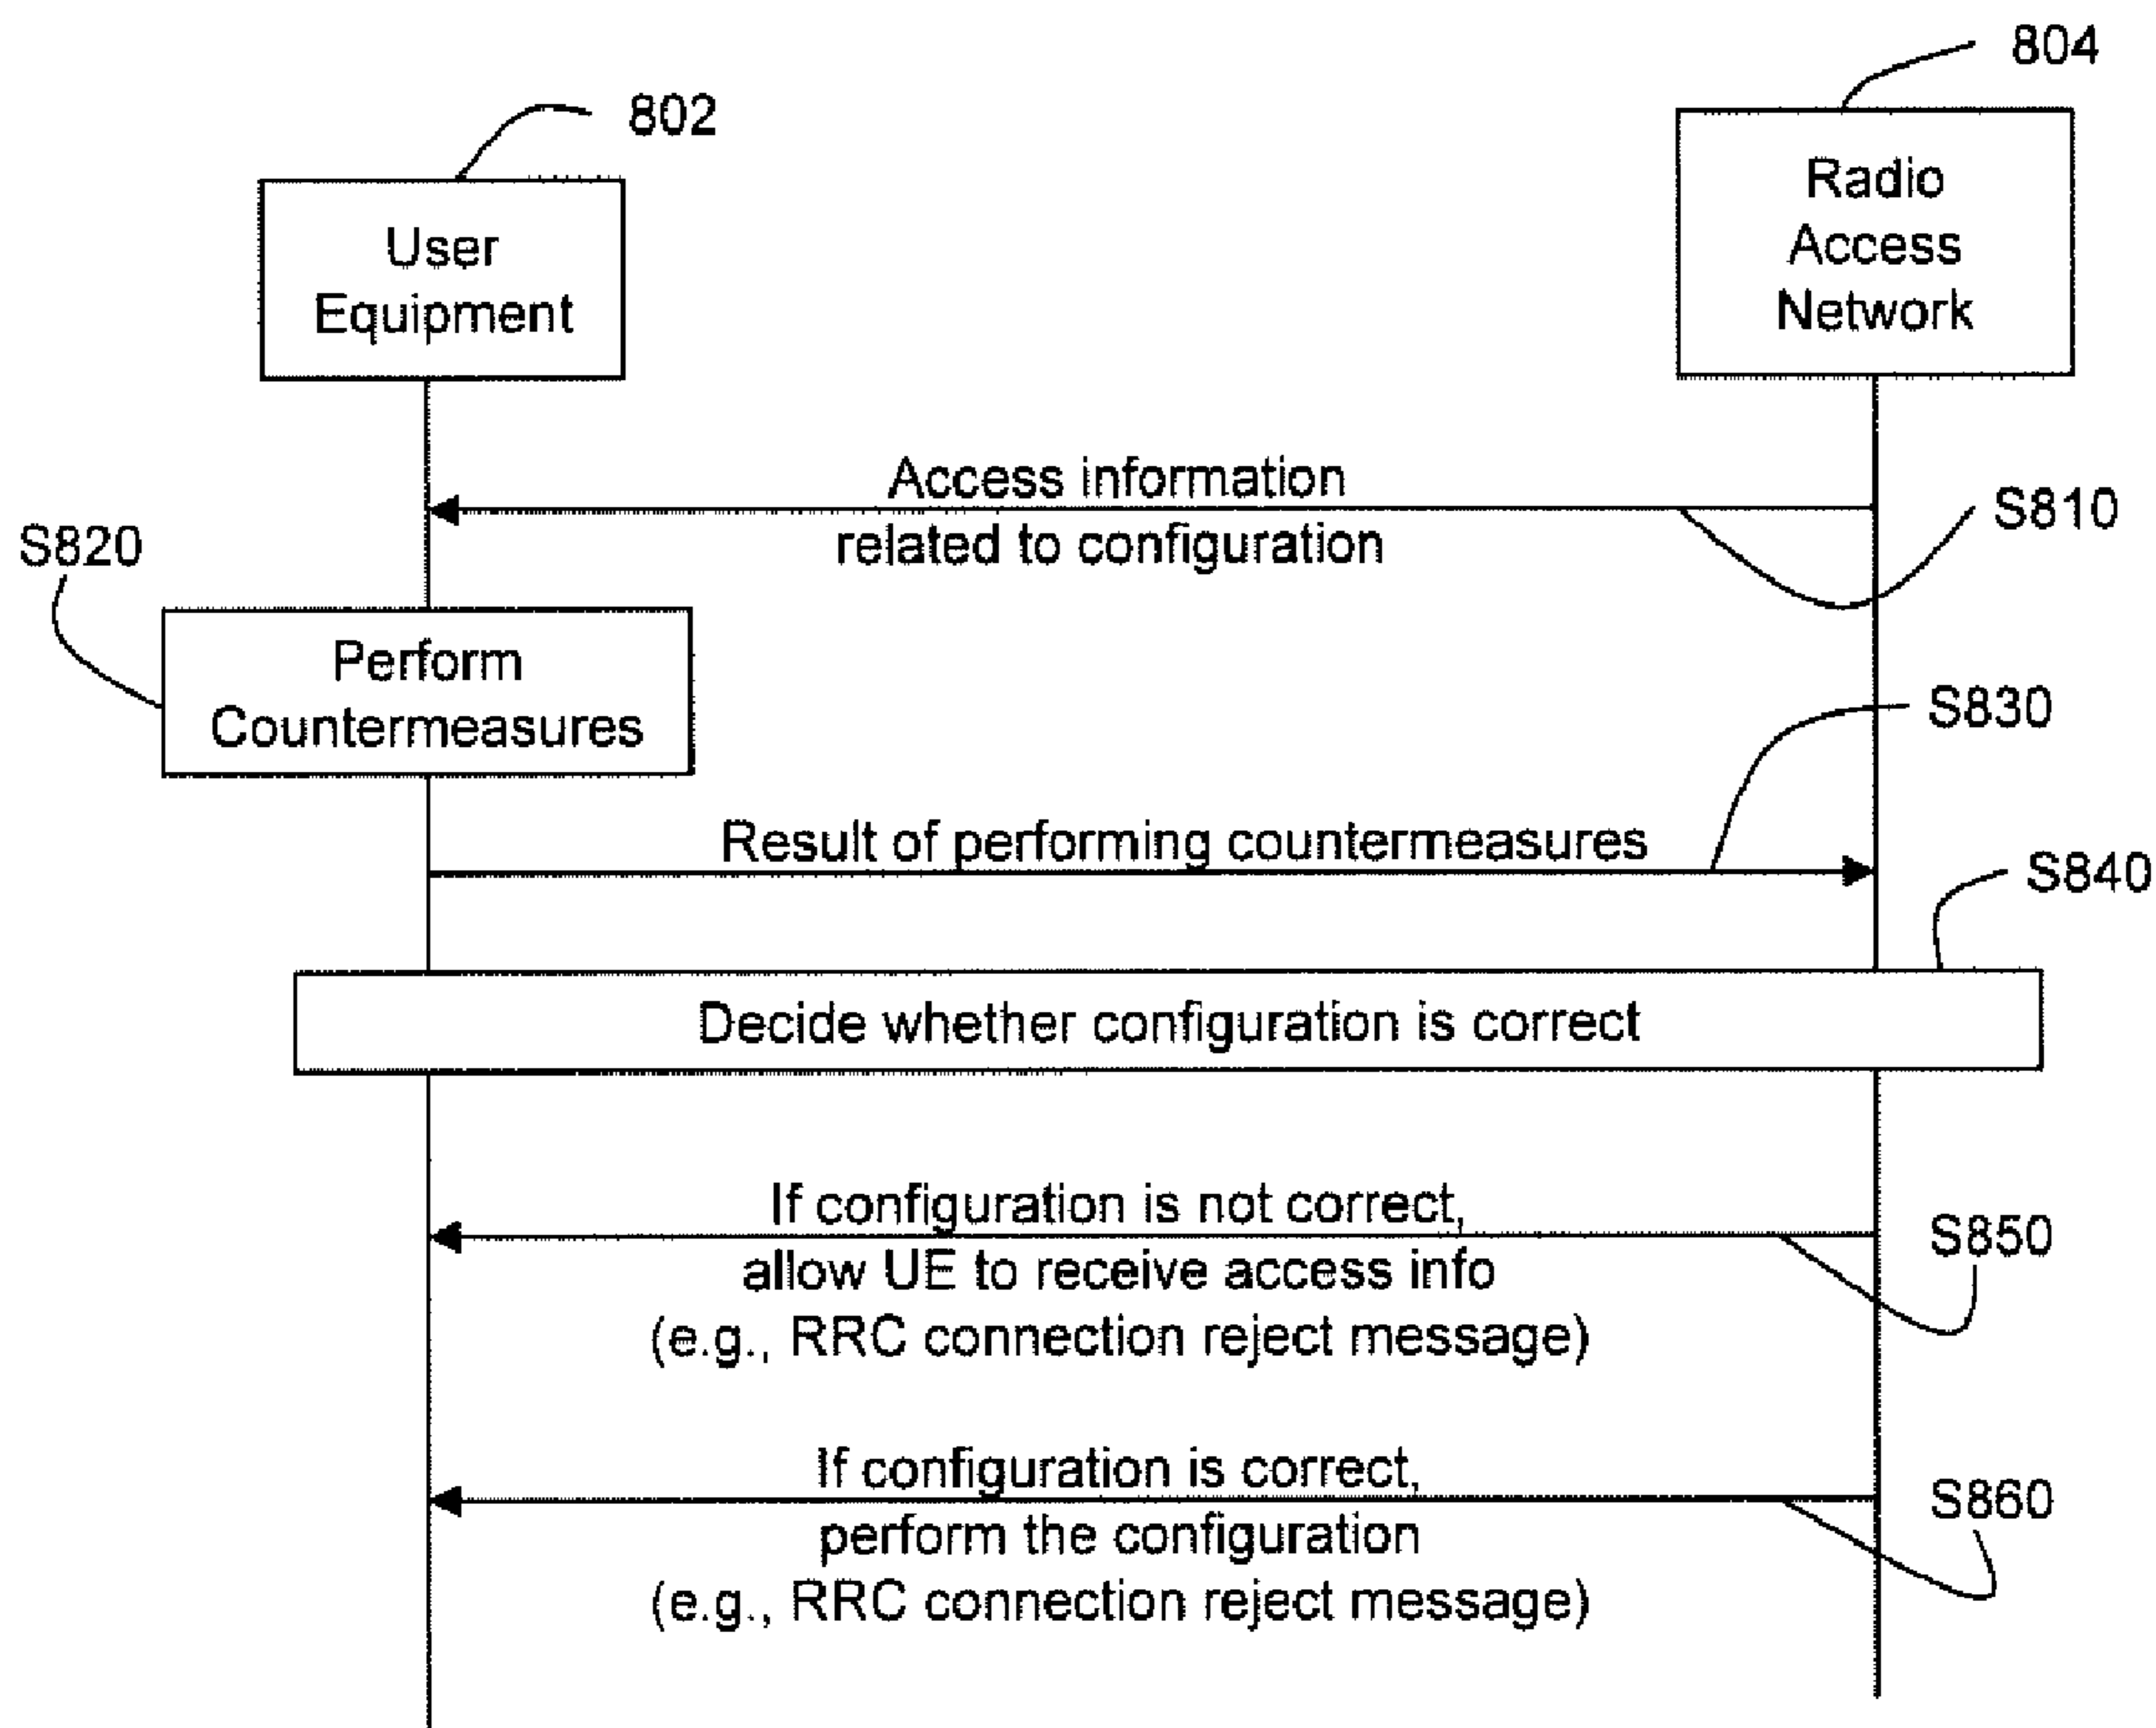 804
802
Radio
Access
Network
User
Equipment
Access information
S810
related to configuration
S820
Perform
Countermeasures
S830
Result of performing countermeasures
S840
Decide whether configuration is correct
If configuration is not correct,
S850
allow UE to receive access info
(e.g., RRC connection reject message)
If configuration is correct,
S860
perform the configuration
(e.g., RRC connection reject message)